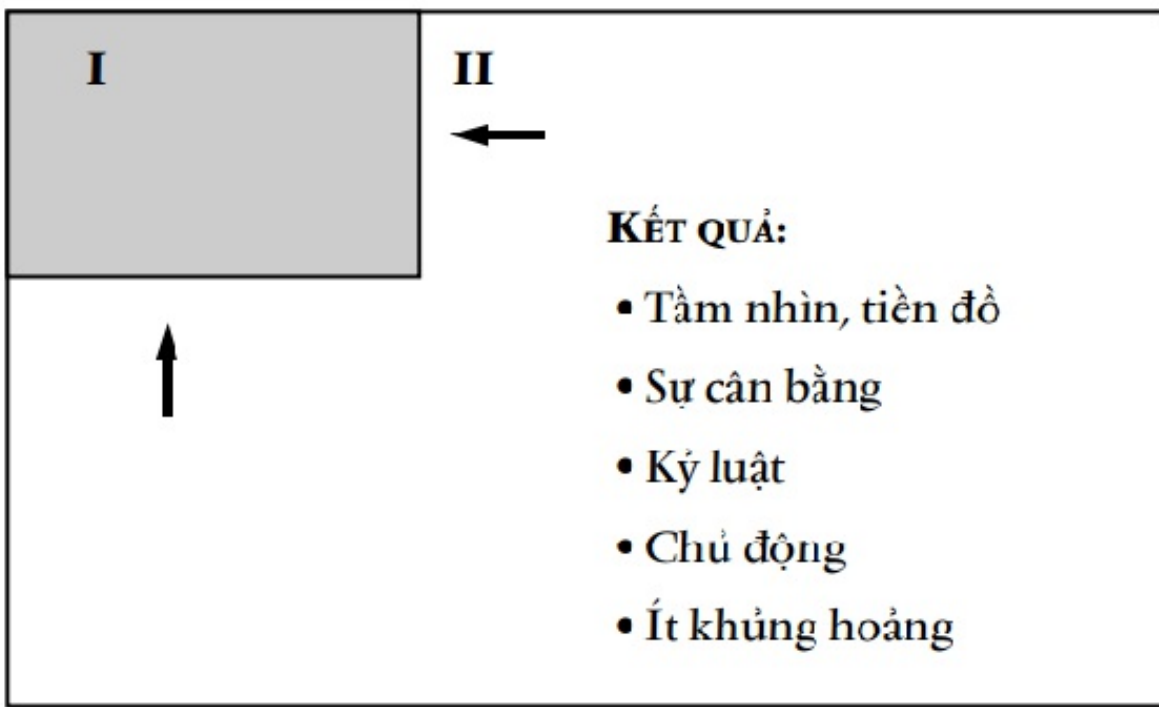 I
II
KẾT QUẢ:
• Tầm nhìn, tiền đồ
• Sự cân bằng
• Kỷ luật
• Chủ động
• Ít khủng hoảng